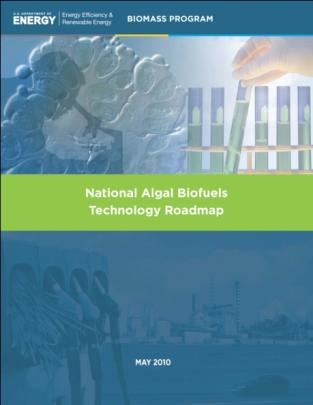 U.S. DEPARTMENT OF
ENERGY
Energy Efficiency &
Renewable Energy
BIOMASS PROGRAM
National Algal Biofuels
Technology Roadmap
MAY 2010